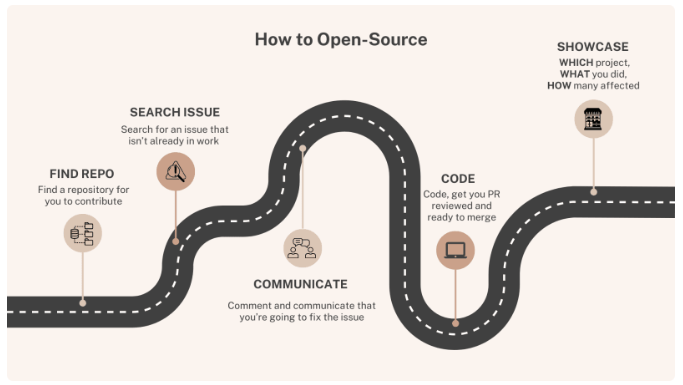 How to Open-Source
FIND REPO
Find a repository for
you to contribute
SEARCH ISSUE
Search for an issue that
isn't already in work
COMMUNICATE
Comment and communicate that
you're going to fix the issue
CODE
Code, get you PR
reviewed and
ready to merge
SHOWCASE
WHICH project,
WHAT you did,
HOW many affected